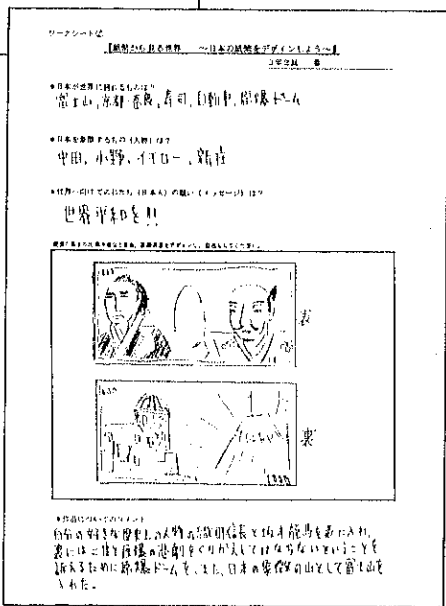 ワークシート②
【紙幣から見る世界 ～日本の紙幣をデザインしよう～】
3年2組 番
●日本が世界に誇れるものは？
富士山、京都・奈良、寿司、自動車、原爆ドーム
●日本を象徴するもの（人物）は？
中田、小野、イチロー、
●世界へ向けての私たち（日本人）の願い（メッセージ）は？
世界平和を!!
表
裏
●作品についてのコメント
自分の好きな歴史上の人物の織田信長と坂本龍馬を表に入れ、
裏には二度と原爆の悲劇をくりかえしてはならないということを
訴えるために原爆ドームを、また、日本の象徴の山として富士山を
入れた。